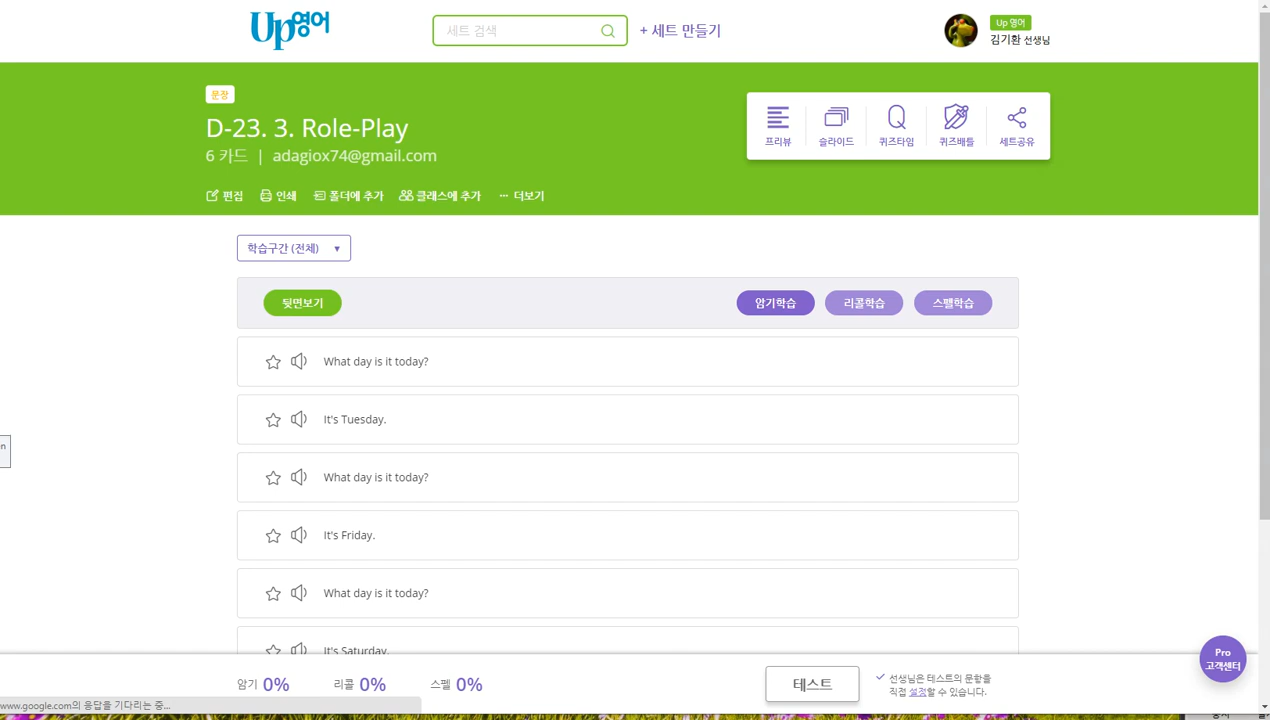 Up영어
세트 검색
+ 세트 만들기
Up 영어
김기환 선생님
문장
D-23. 3. Role-Play
6 카드 | adagiox74@gmail.com
편집 인쇄 폴더에 추가 클래스에 추가 ··· 더보기
프리뷰 슬라이드 퀴즈타임 퀴즈배틀 세트공유
학습구간 (전체) ▼
뒷면보기 암기학습 리콜학습 스펠학습
What day is it today?
It's Tuesday.
What day is it today?
It's Friday.
What day is it today?
It's Saturday.
암기 0% 리콜 0% 스펠 0%
테스트
선생님은 테스트의 문항을
직접 설정할 수 있습니다.
Pro
고객센터
www.google.com의 응답을 기다리는 중...